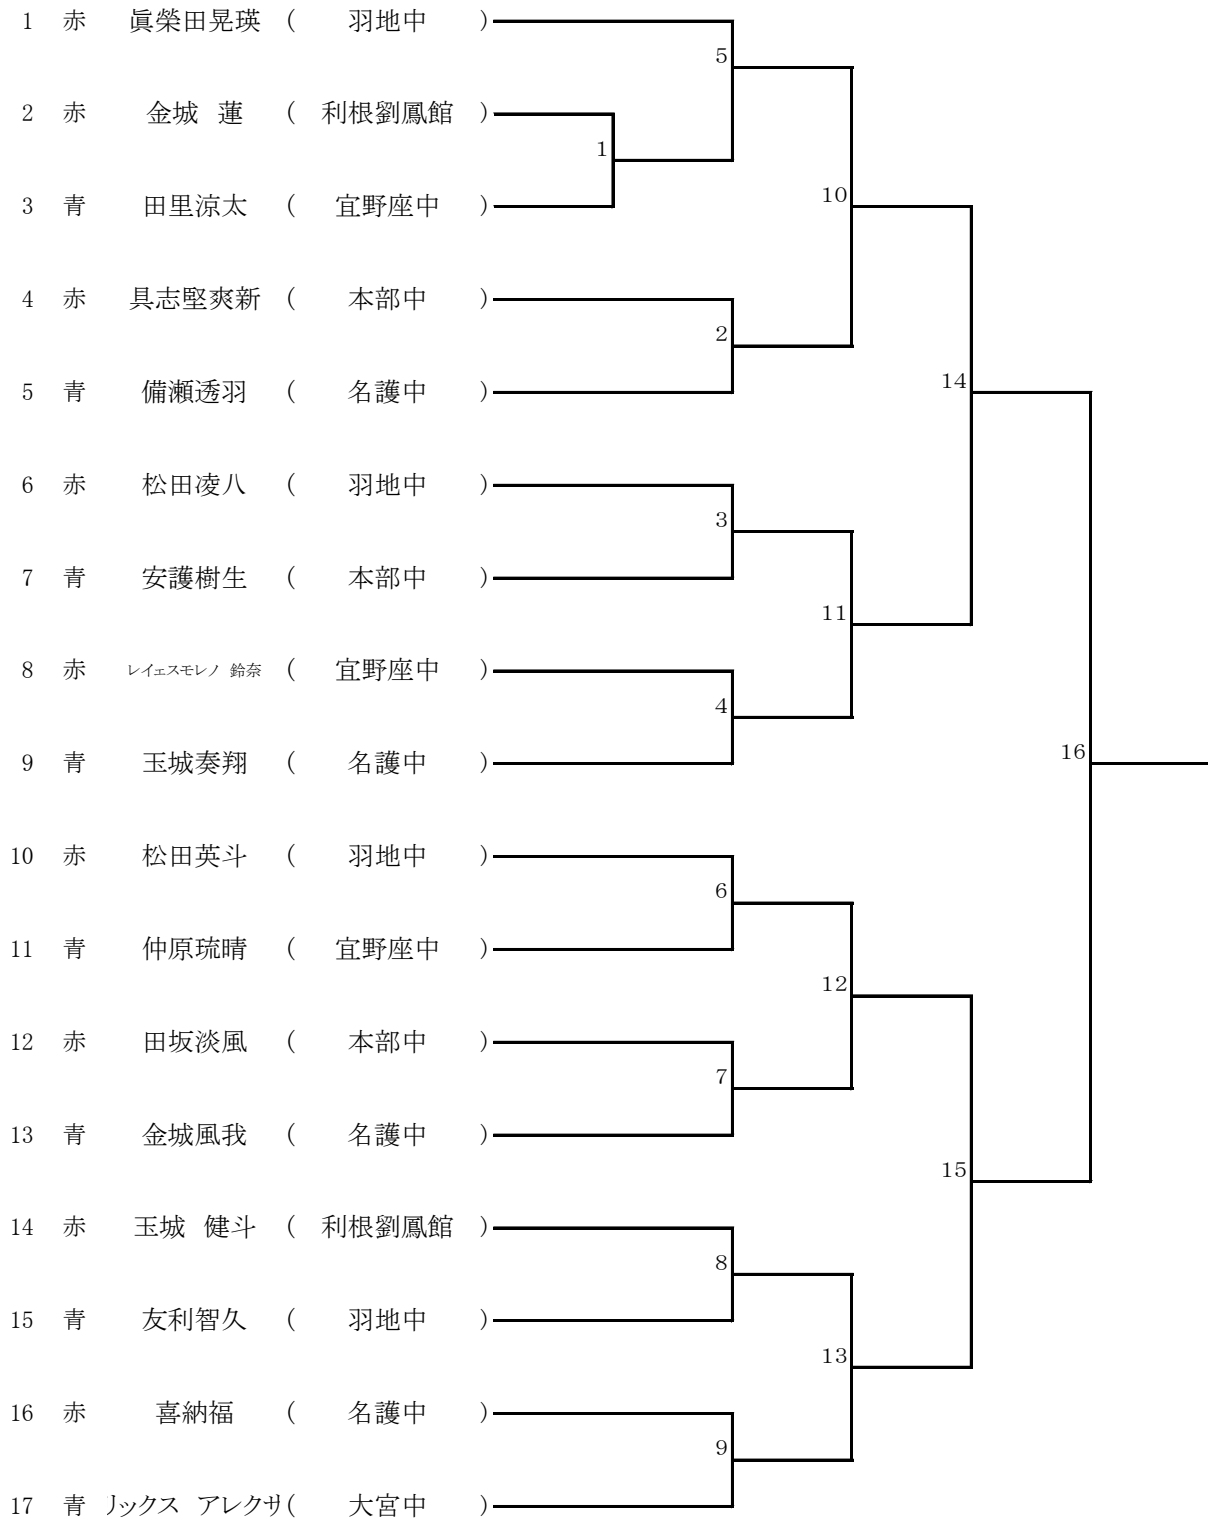 1 赤 眞榮田晃瑛 ( 羽地中 )
5
2 赤 金城 蓮 ( 利根劉鳳館 )
1
3 青 田里涼太 ( 宜野座中 )
10
4 赤 具志堅爽新 ( 本部中 )
2
5 青 備瀬透羽 ( 名護中 )
14
6 赤 松田凌八 ( 羽地中 )
3
7 青 安護樹生 ( 本部中 )
11
8 赤 レイェスモレノ 鈴奈 ( 宜野座中 )
4
9 青 玉城奏翔 ( 名護中 )
16
10 赤 松田英斗 ( 羽地中 )
6
11 青 仲原琉晴 ( 宜野座中 )
12
12 赤 田坂淡風 ( 本部中 )
7
13 青 金城風我 ( 名護中 )
15
14 赤 玉城 健斗 ( 利根劉鳳館 )
8
15 青 友利智久 ( 羽地中 )
13
16 赤 喜納福 ( 名護中 )
9
17 青 リックス アレクサ ( 大宮中 )